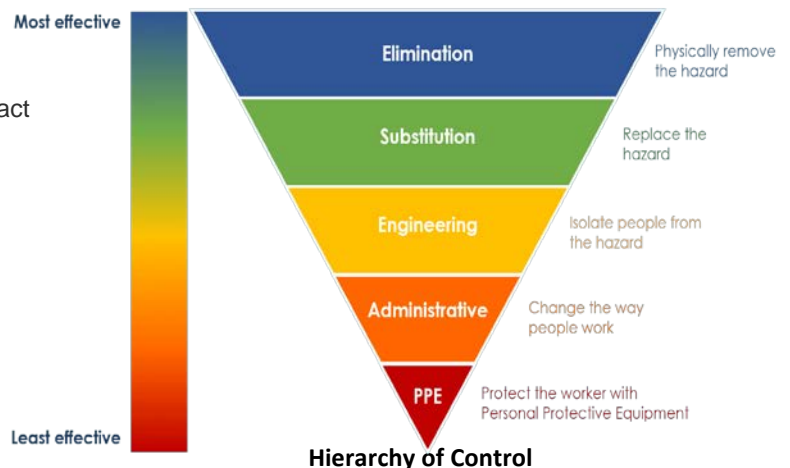 Most effective
Elimination
Physically remove
the hazard
act
Substitution
Replace the
hazard
Engineering
Isolate people from
the hazard
Administrative
Change the way
people work
PPE
Protect the worker with
Personal Protective Equipment
Least effective
Hierarchy of Control